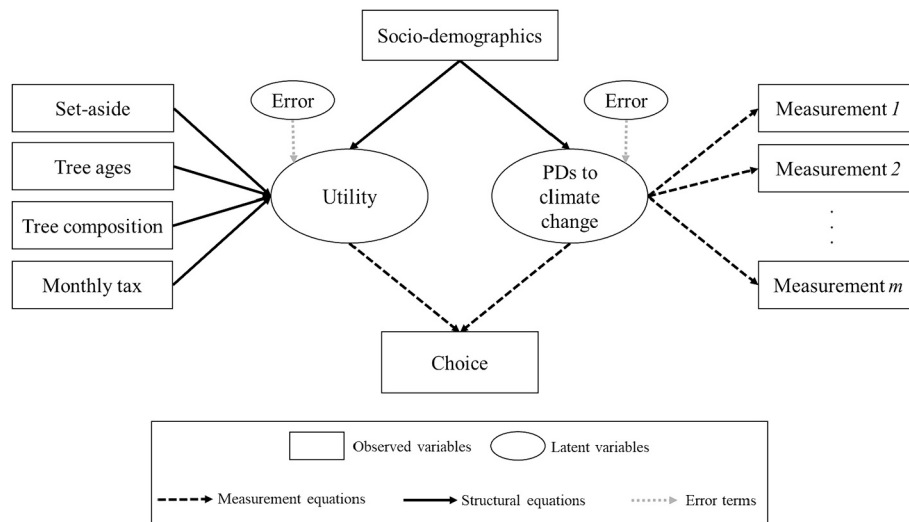 Socio-demographics
Set-aside
Tree ages
Tree composition
Monthly tax
Error
Utility
Error
PDs to
climate
change
Measurement 1
Measurement 2
.
.
.
Measurement m
Choice
Observed variables
Latent variables
Measurement equations
Structural equations
Error terms